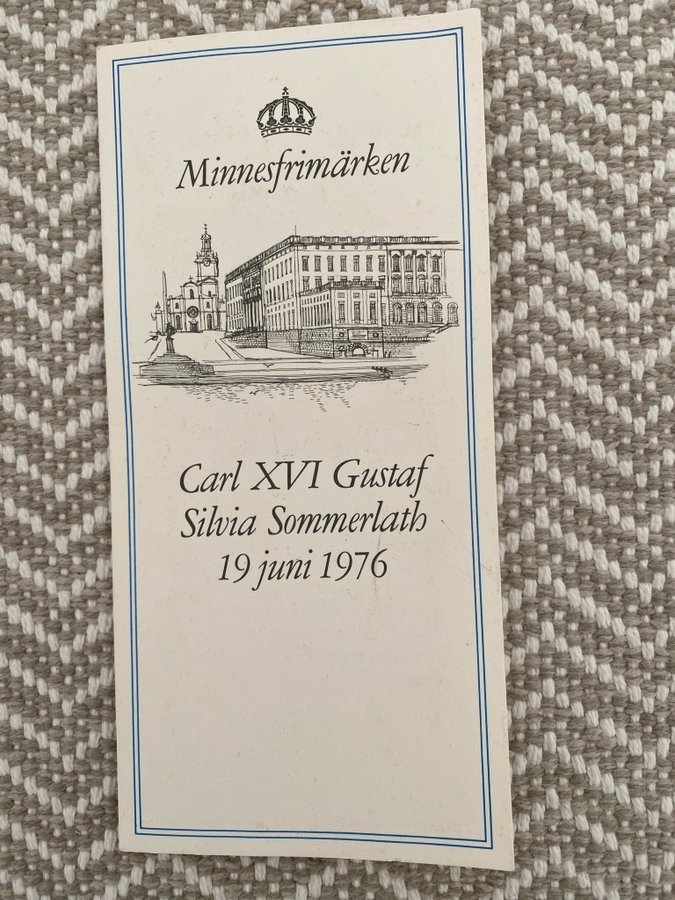 Minnesfrimärken
Carl XVI Gustaf
Silvia Sommerlath
19 juni 1976